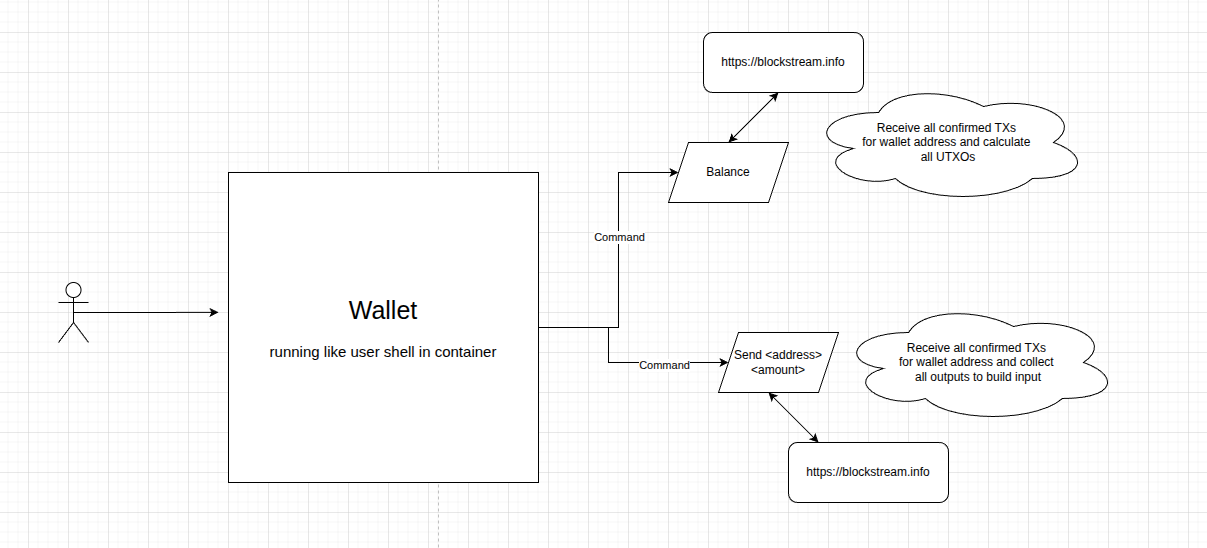 https://blockstream.info
Receive all confirmed TXs
for wallet address and calculate
all UTXOs
Balance
Command
Wallet
running like user shell in container
Send <address>
<amount>
Command
Receive all confirmed TXs
for wallet address and collect
all outputs to build input
https://blockstream.info